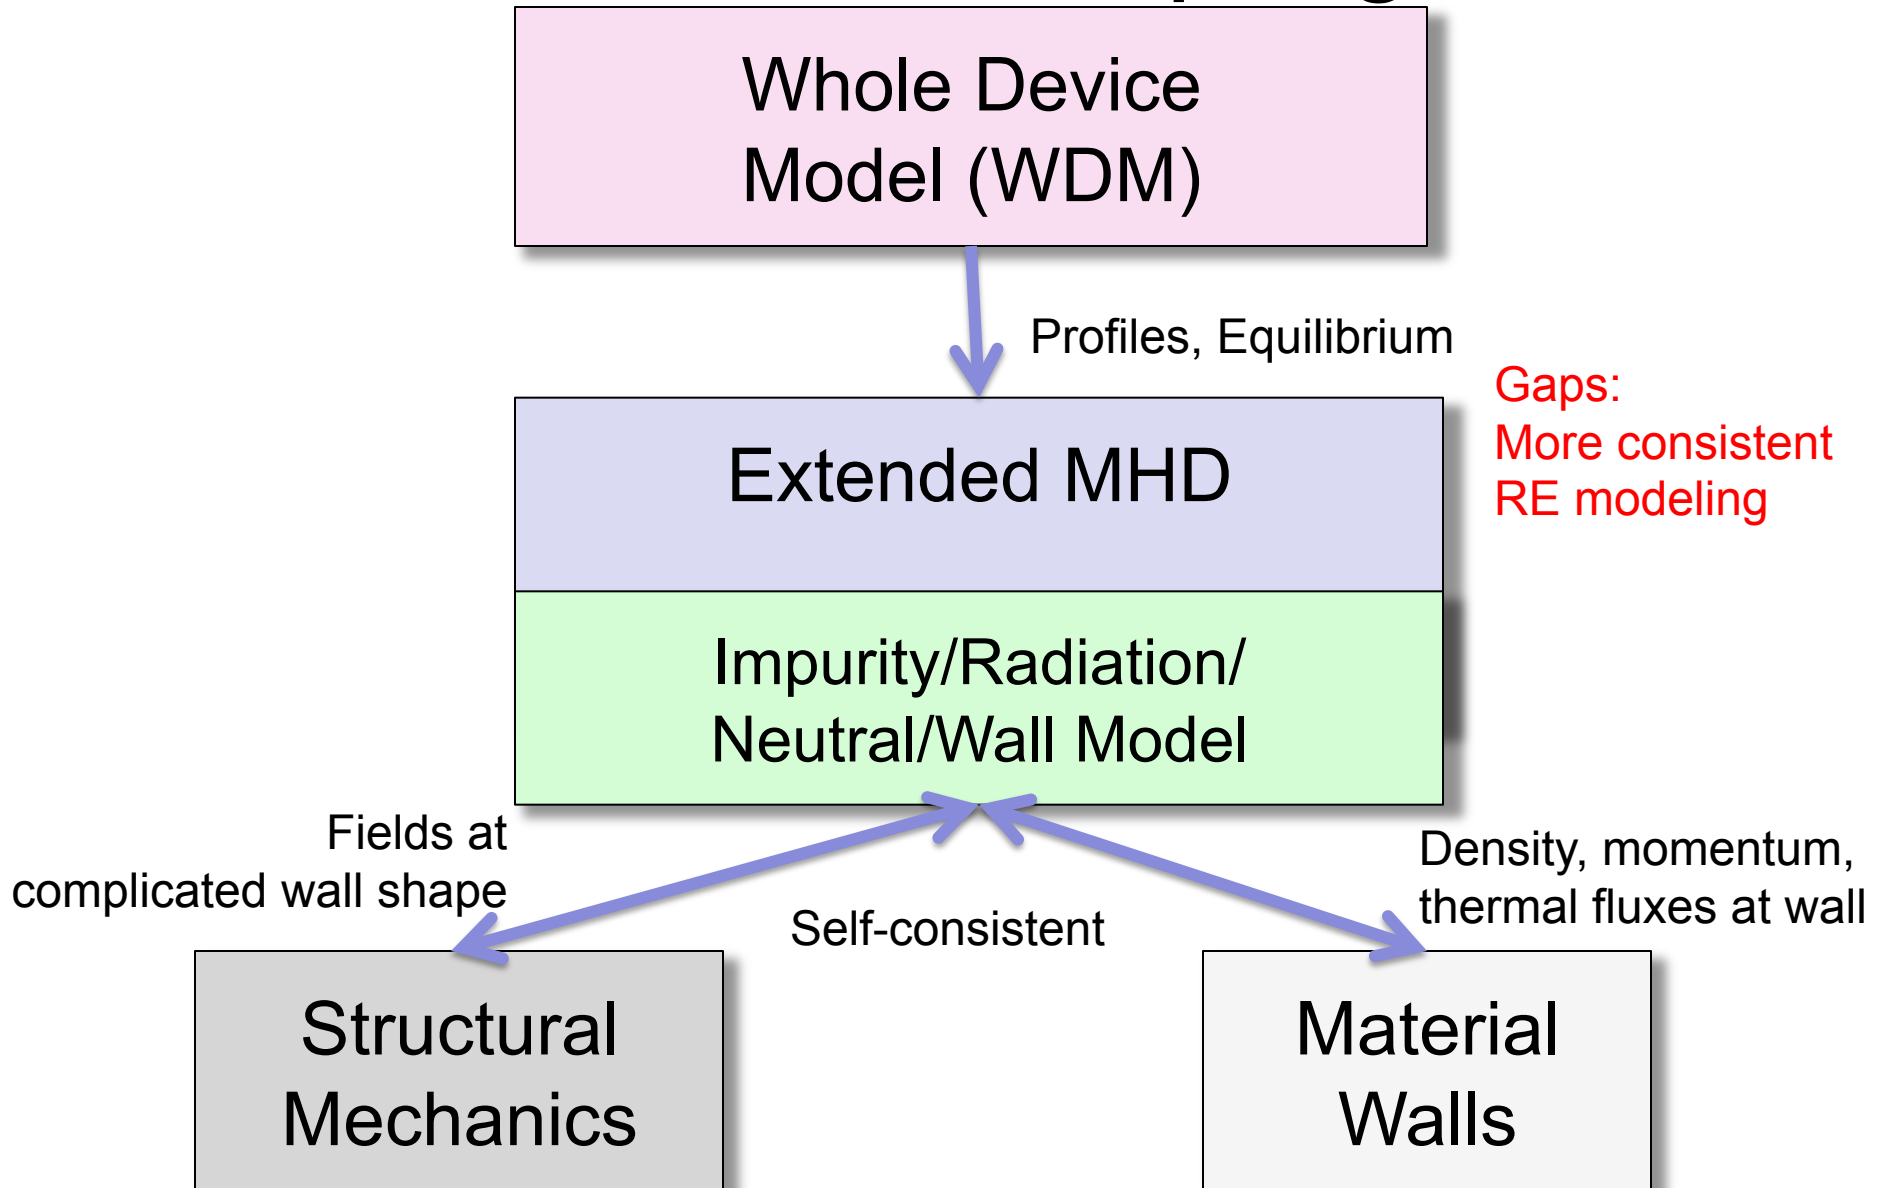 Whole Device
Model (WDM)
Profiles, Equilibrium
Gaps:
More consistent
RE modeling
Extended MHD
Impurity/Radiation/
Neutral/Wall Model
Fields at
complicated wall shape
Self-consistent
Density, momentum,
thermal fluxes at wall
Structural
Mechanics
Material
Walls